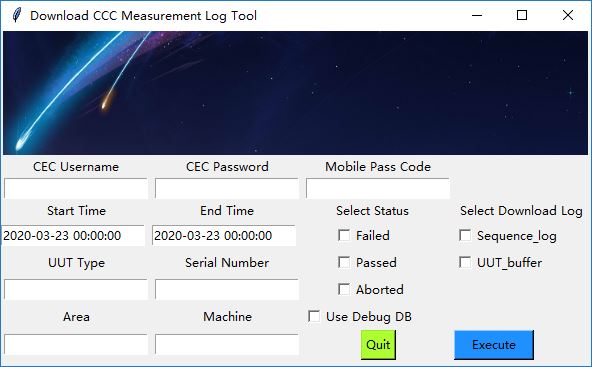 Download CCC Measurement Log Tool
CEC Username CEC Password Mobile Pass Code
Start Time End Time Select Status Select Download Log
2020-03-23 00:00:00 2020-03-23 00:00:00 Failed Sequence_log
UUT Type Serial Number Passed UUT_buffer
Aborted
Area Machine Use Debug DB
Quit Execute